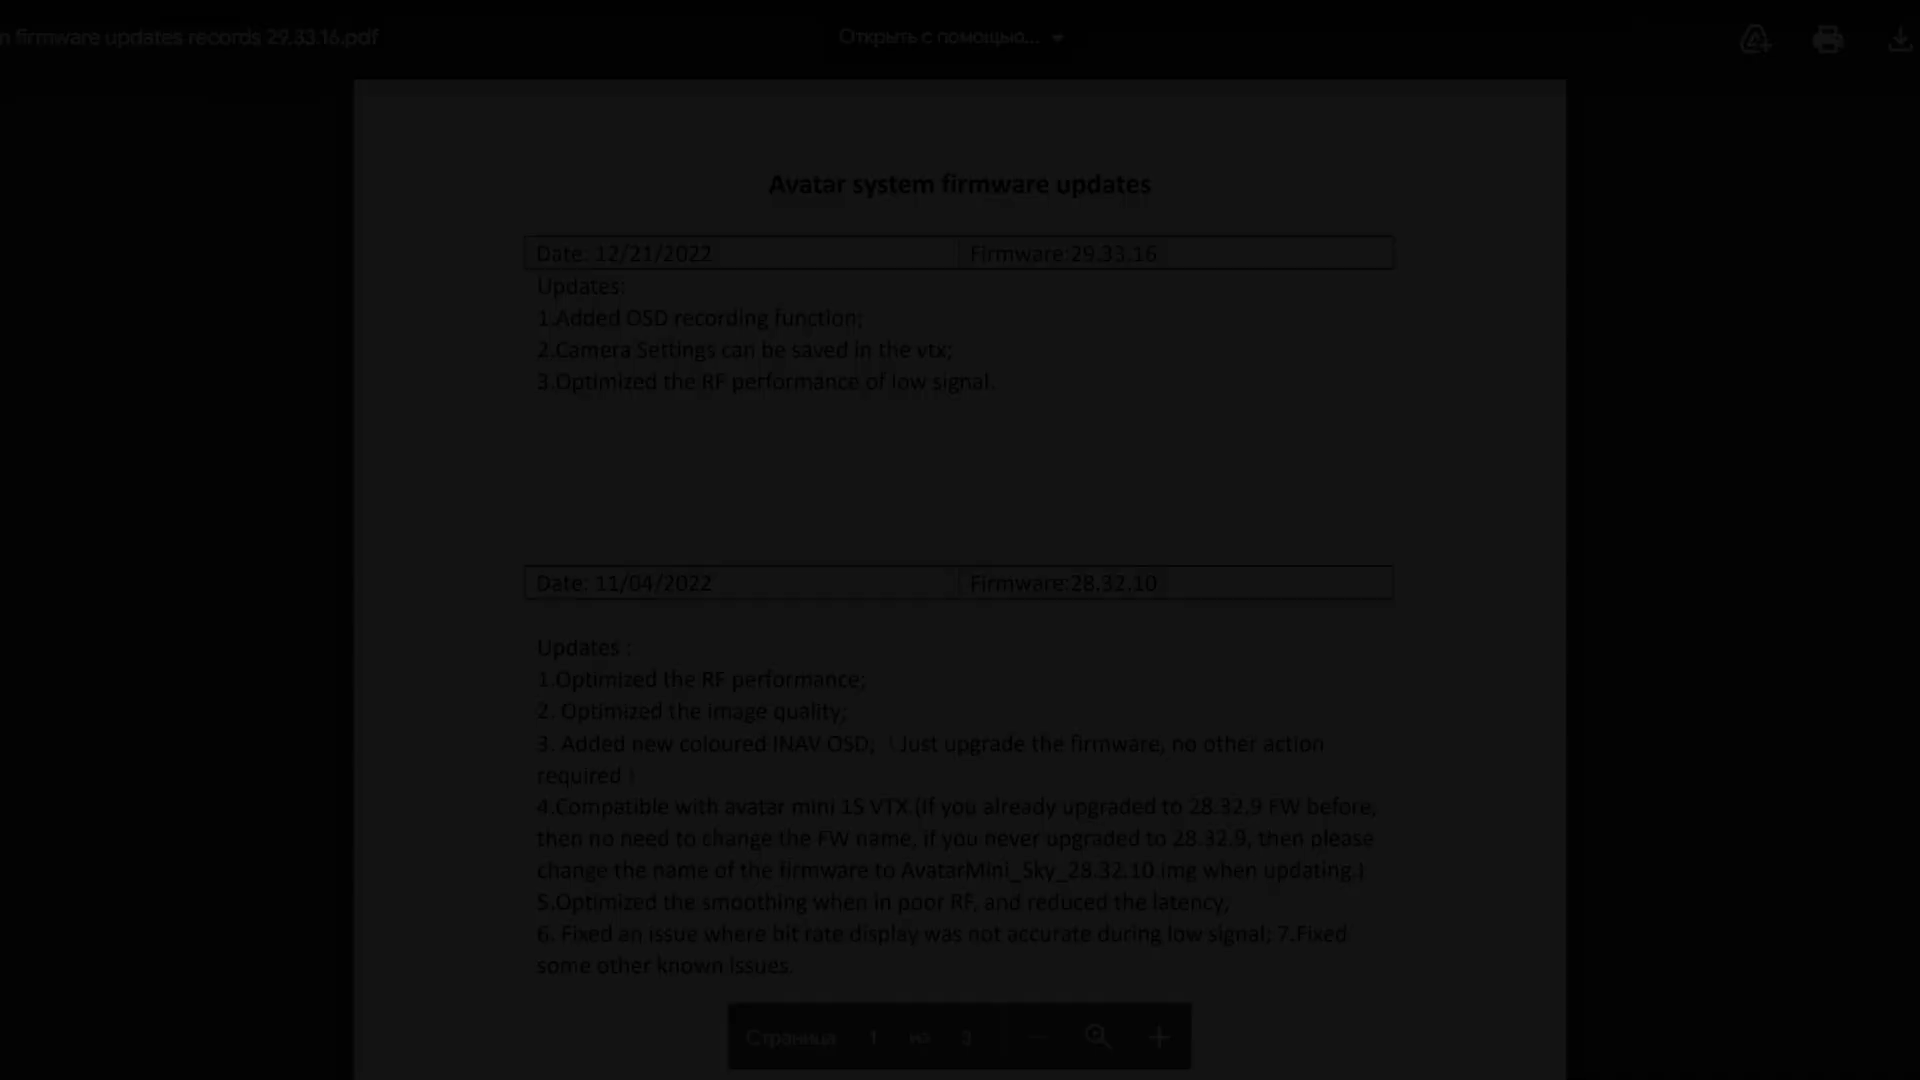 n firmware updates records 29.33.16.pdf
Открыть с помощью...
Avatar system firmware updates
Date: 12/21/2022 Firmware:29.33.16
Updates:
1.Added OSD recording function;
2.Camera Settings can be saved in the vtx;
3.Optimized the RF performance of low signal.
Date: 11/04/2022 Firmware:28.32.10
Updates :
1.Optimized the RF performance;
2. Optimized the image quality;
3. Added new coloured INAV OSD; ( Just upgrade the firmware, no other action
required )
4.Compatible with avatar mini 1S VTX.(If you already upgraded to 28.32.9 FW before,
then no need to change the FW name, if you never upgraded to 28.32.9, then please
change the name of the firmware to AvatarMini_Sky_28.32.10.img when updating.)
5.Optimized the smoothing when in poor RF, and reduced the latency;
6. Fixed an issue where bit rate display was not accurate during low signal; 7.Fixed
some other known issues.
Страница 1 из 3